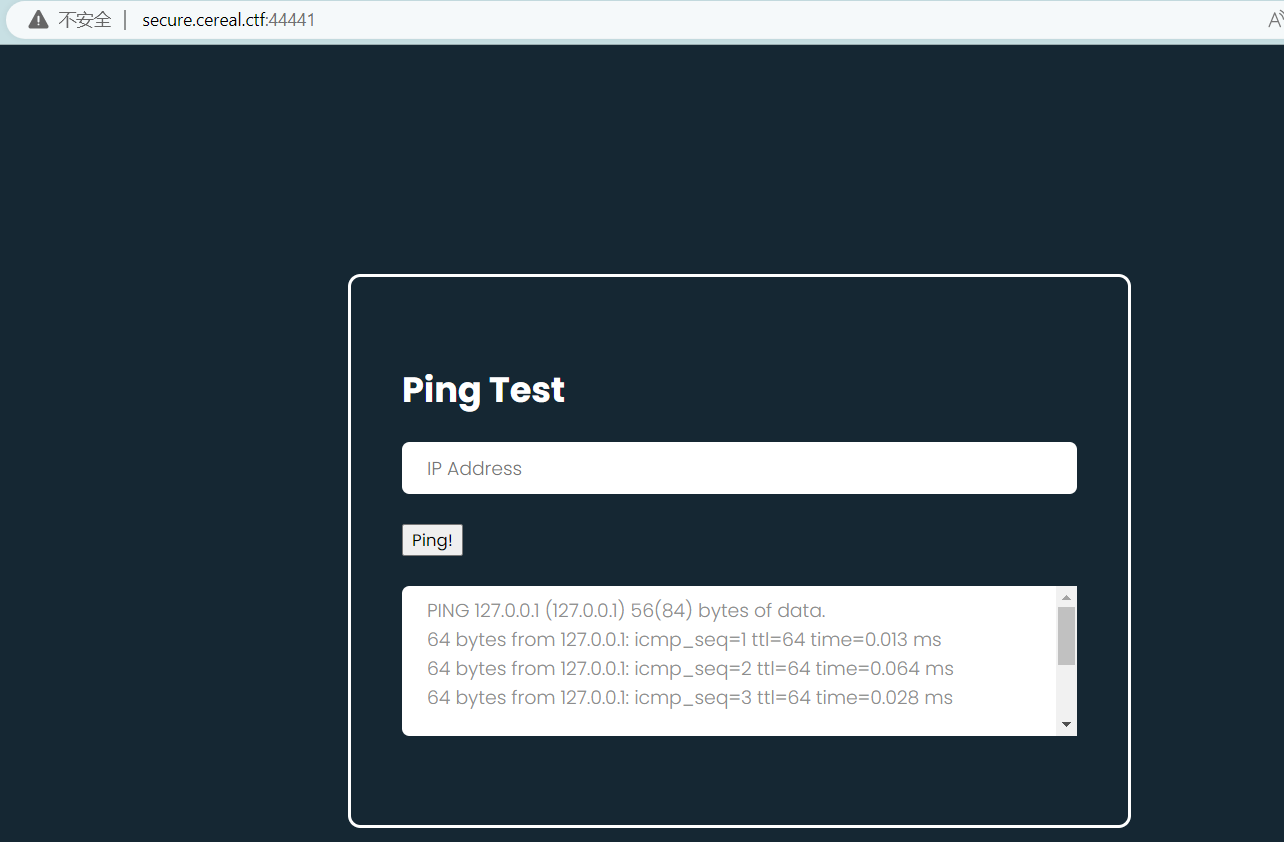 不安全 secure.cereal.ctf:44441 A
Ping Test
IP Address
Ping!
PING 127.0.0.1 (127.0.0.1) 56(84) bytes of data.
64 bytes from 127.0.0.1: icmp_seq=1 ttl=64 time=0.013 ms
64 bytes from 127.0.0.1: icmp_seq=2 ttl=64 time=0.064 ms
64 bytes from 127.0.0.1: icmp_seq=3 ttl=64 time=0.028 ms